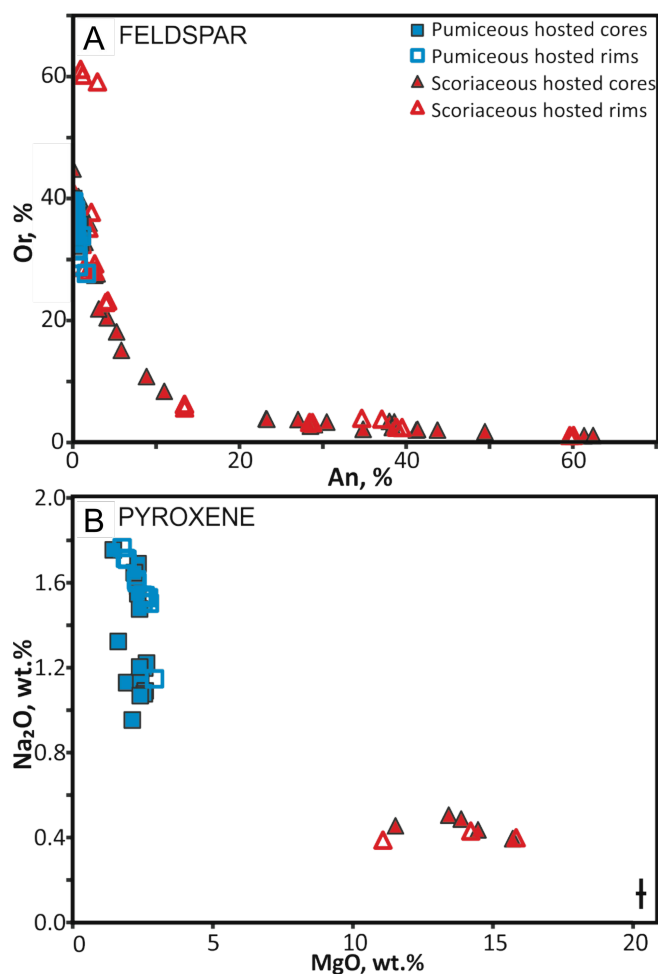 A FELDSPAR
Pumiceous hosted cores
Pumiceous hosted rims
Scoriaceous hosted cores
Scoriaceous hosted rims
60
40
20
0
Or, %
0 20 40 60
An, %
B PYROXENE
2.0
1.6
1.2
0.8
0.4
0.0
Na₂O, wt.%
0 5 10 15 20
MgO, wt.%